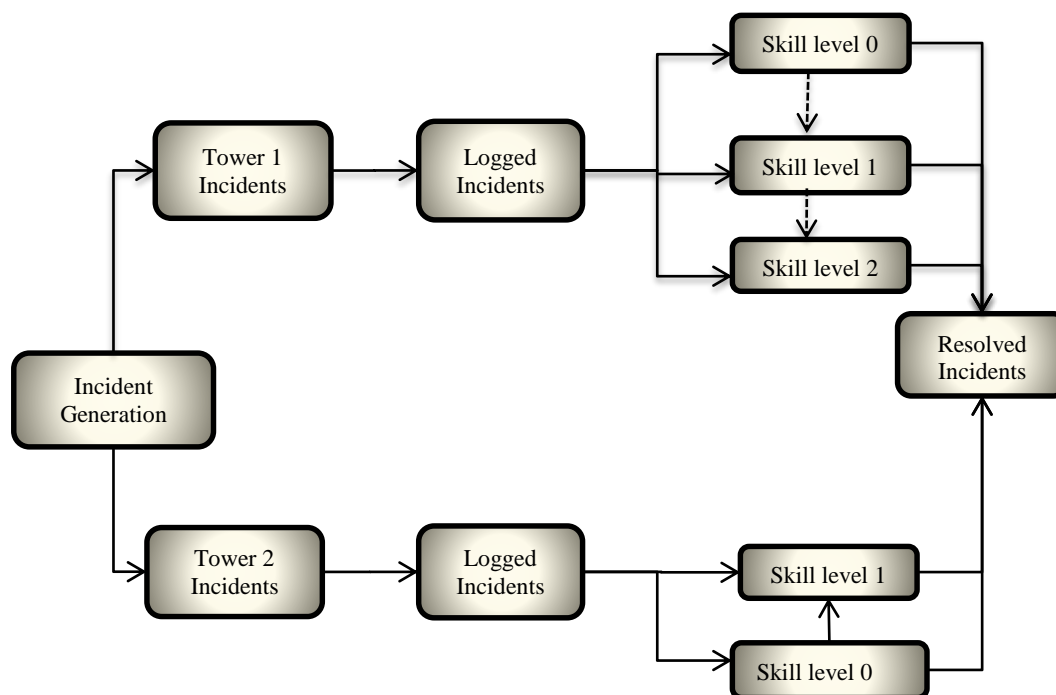 Skill level 0
Tower 1
Incidents
Logged
Incidents
Skill level 1
Skill level 2
Resolved
Incidents
Incident
Generation
Tower 2
Incidents
Logged
Incidents
Skill level 1
Skill level 0